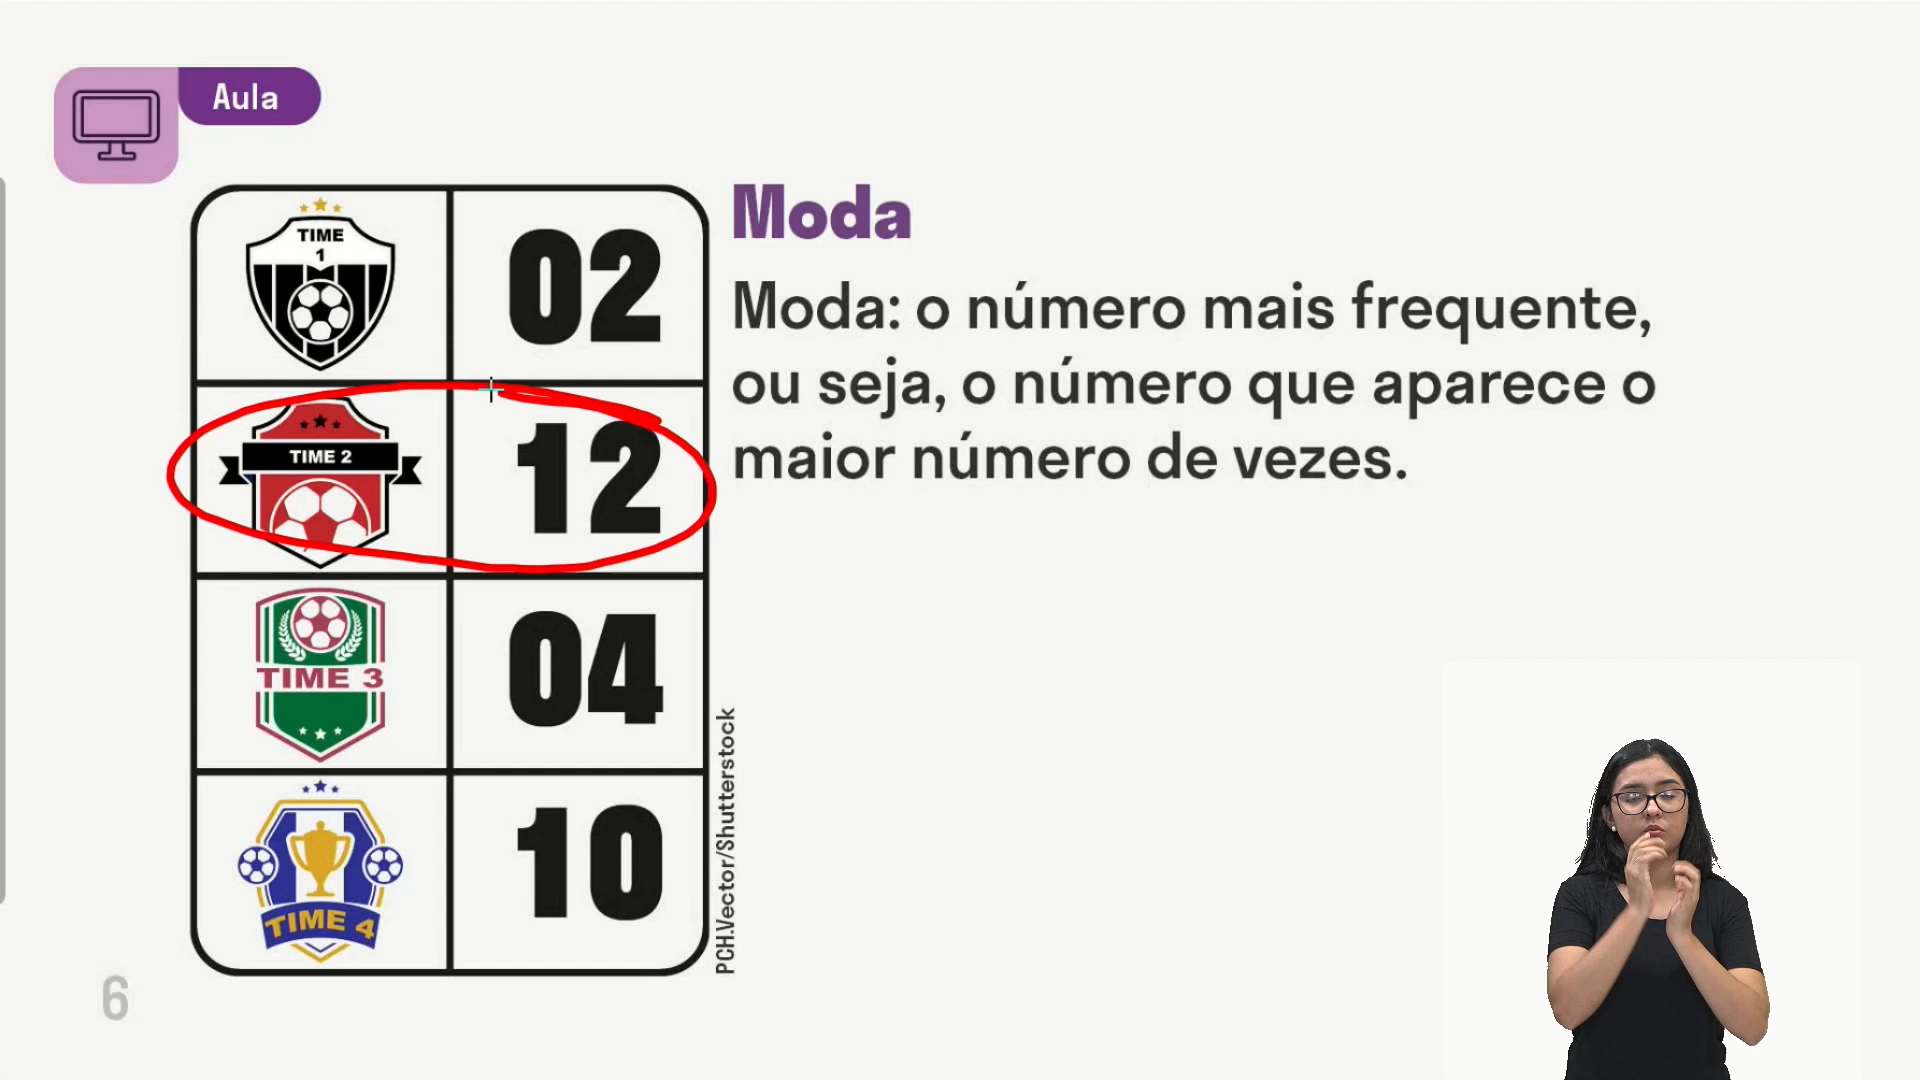 Aula
TIME
1
02
TIME 2
12
TIME 3
04
TIME 4
10
PCH.Vector/Shutterstock
Moda
Moda: o número mais frequente,
ou seja, o número que aparece o
maior número de vezes.
6